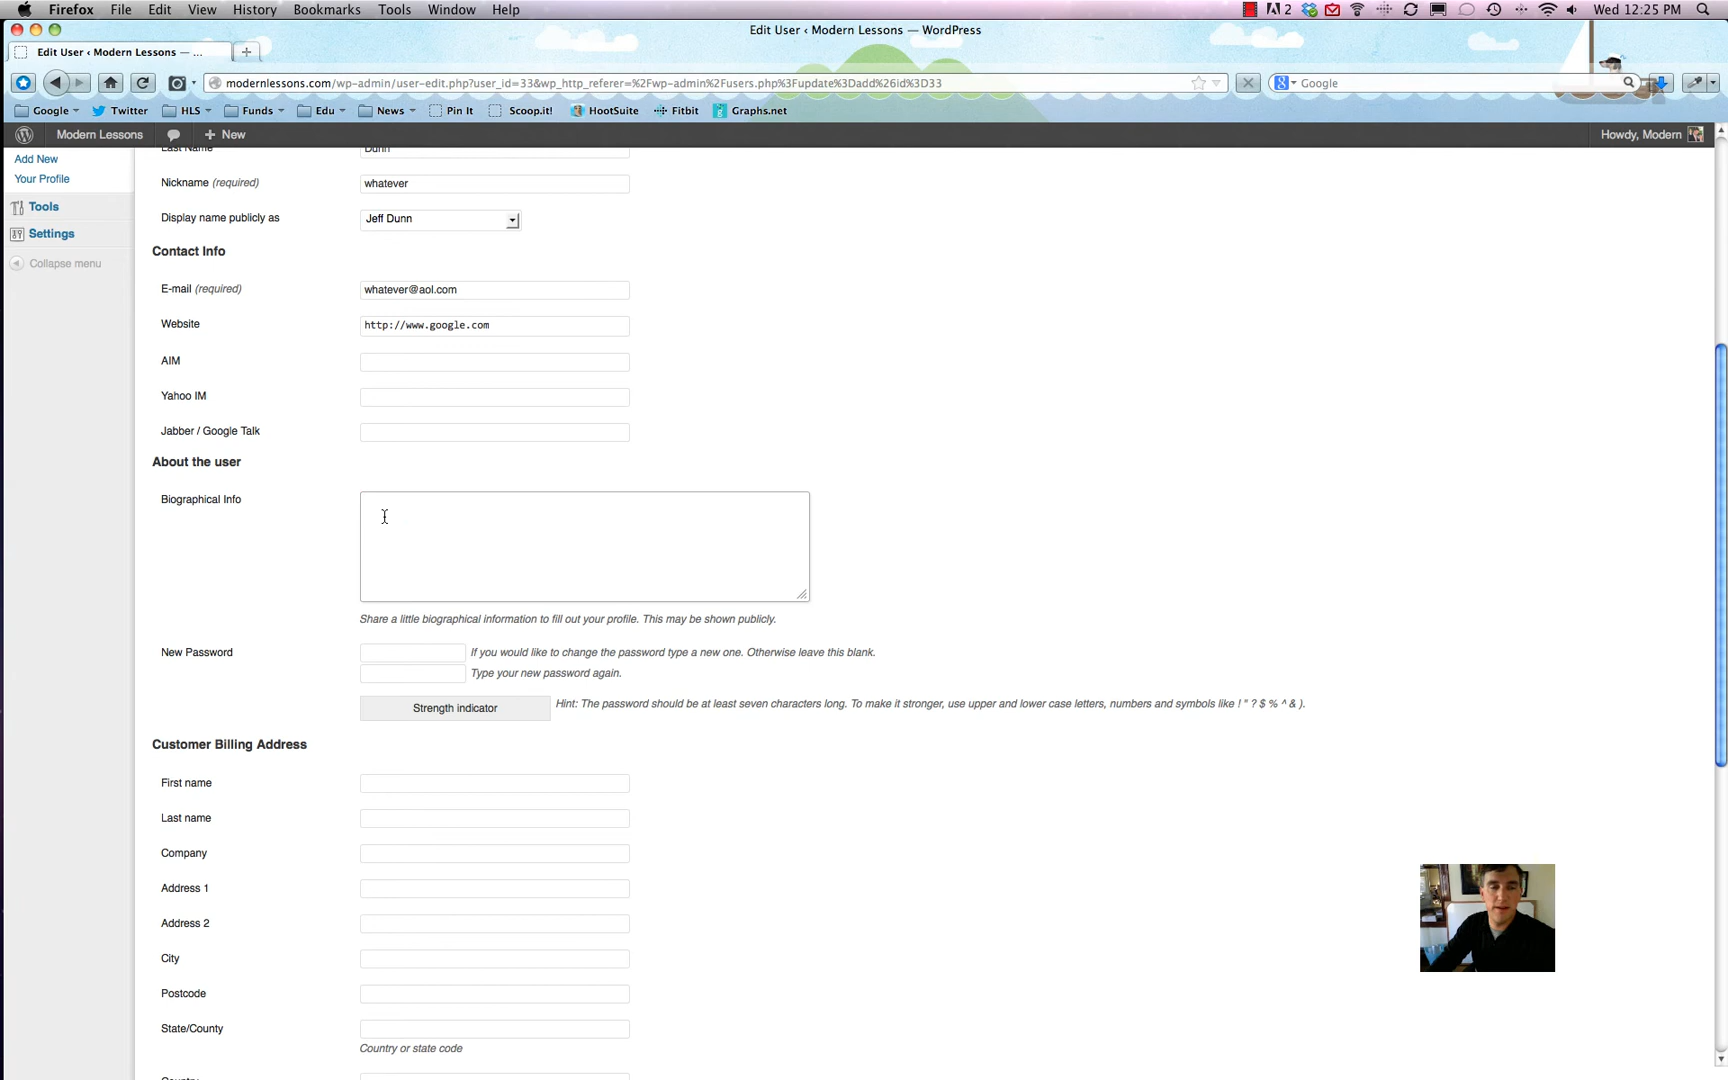 Firefox File Edit View History Bookmarks Tools Window Help 2 Wed 12:25 PM
Edit User ‹ Modern Lessons — WordPress
Edit User ‹ Modern Lessons — ...
modernlessons.com/wp-admin/user-edit.php?user_id=33&wp_http_referer=%2Fwp-admin%2Fusers.php%3Fupdate%3Dadd%26id%3D33 Google
Google Twitter HLS Funds Edu News Pin It Scoop.it! HootSuite Fitbit Graphs.net
Modern Lessons + New Howdy, Modern
Add New
Your Profile
Tools
Settings
Collapse menu
Last Name Dunn
Nickname (required) whatever
Display name publicly as Jeff Dunn
Contact Info
E-mail (required) whatever@aol.com
Website http://www.google.com
AIM
Yahoo IM
Jabber / Google Talk
About the user
Biographical Info
Share a little biographical information to fill out your profile. This may be shown publicly.
New Password If you would like to change the password type a new one. Otherwise leave this blank.
Type your new password again.
Strength indicator Hint: The password should be at least seven characters long. To make it stronger, use upper and lower case letters, numbers and symbols like ! " ? $ % ^ & ).
Customer Billing Address
First name
Last name
Company
Address 1
Address 2
City
Postcode
State/County
Country or state code